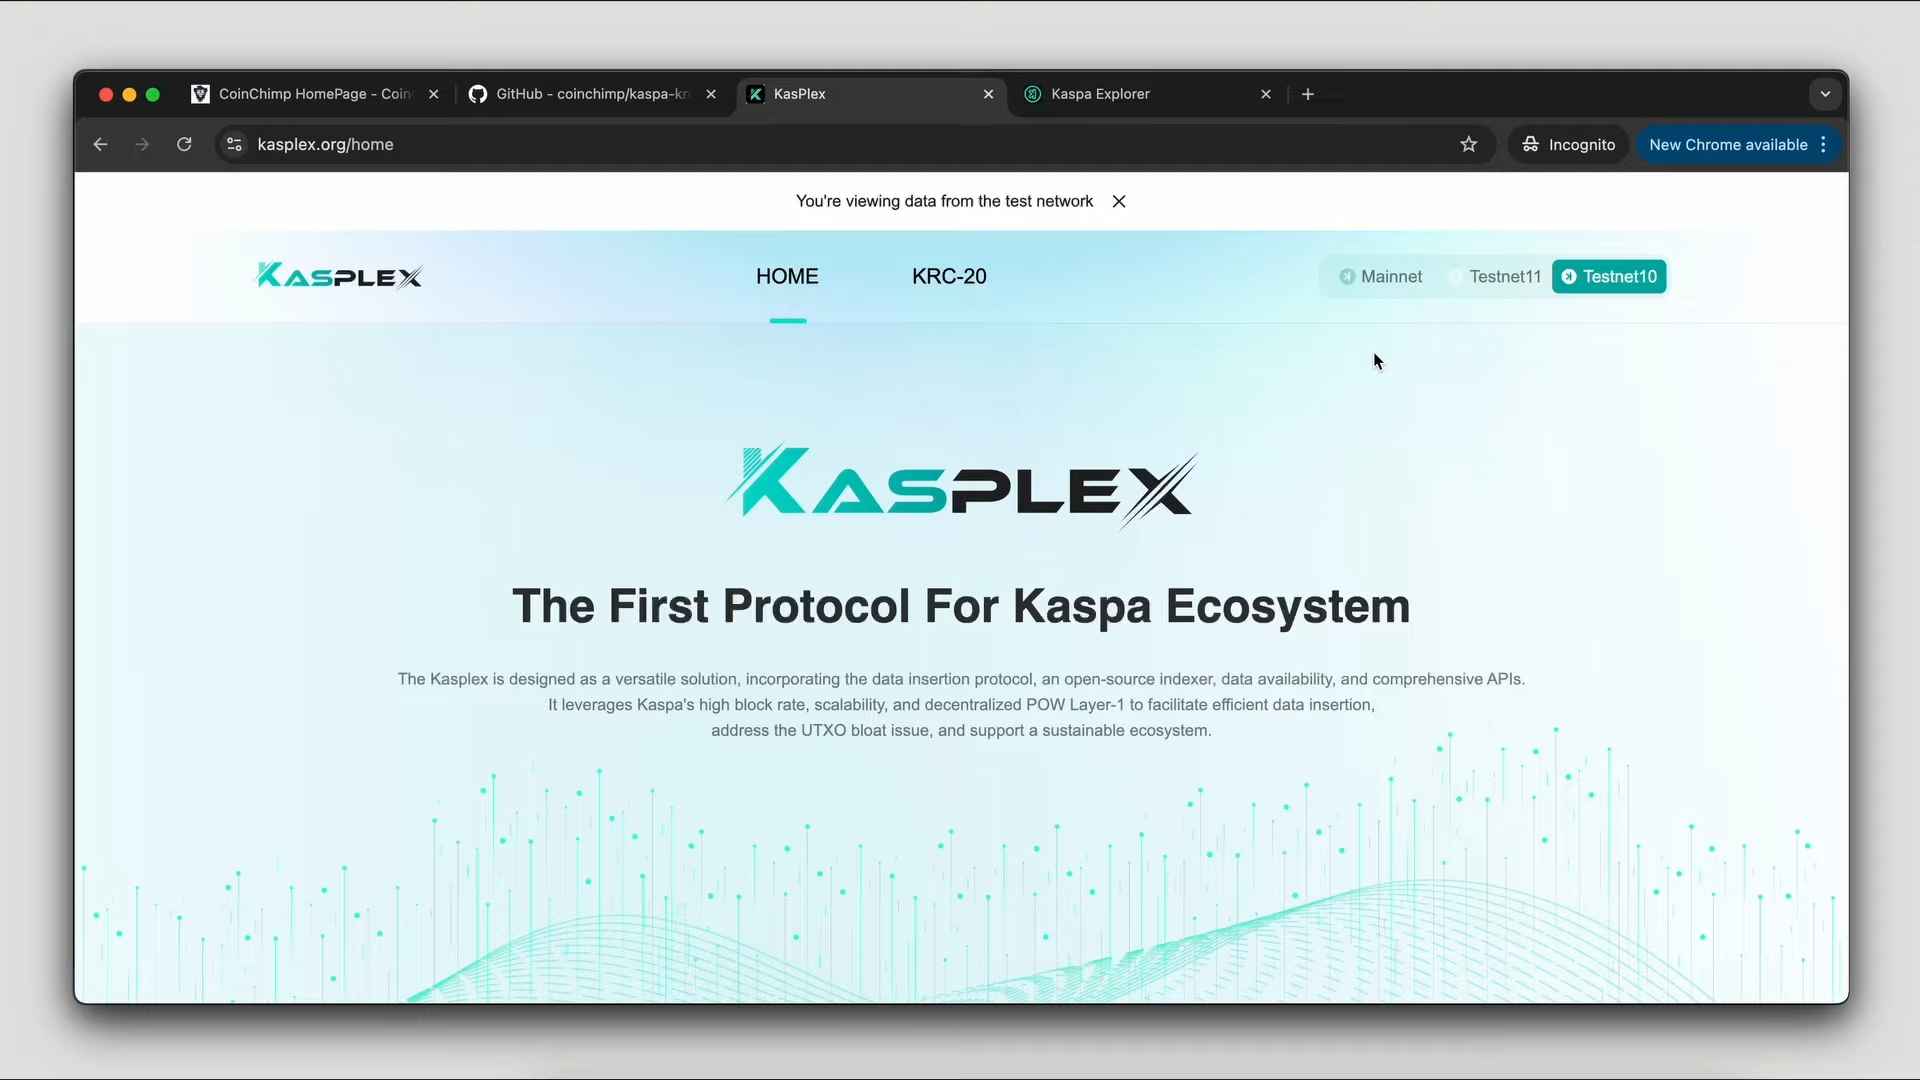 CoinChimp HomePage - Coin
GitHub - coinchimp/kaspa-kr
KasPlex
Kaspa Explorer
kasplex.org/home
Incognito
New Chrome available
You're viewing data from the test network
KASPLEX
HOME
KRC-20
Mainnet
Testnet11
Testnet10
KASPLEX
The First Protocol For Kaspa Ecosystem
The Kasplex is designed as a versatile solution, incorporating the data insertion protocol, an open-source indexer, data availability, and comprehensive APIs.
It leverages Kaspa's high block rate, scalability, and decentralized POW Layer-1 to facilitate efficient data insertion,
address the UTXO bloat issue, and support a sustainable ecosystem.